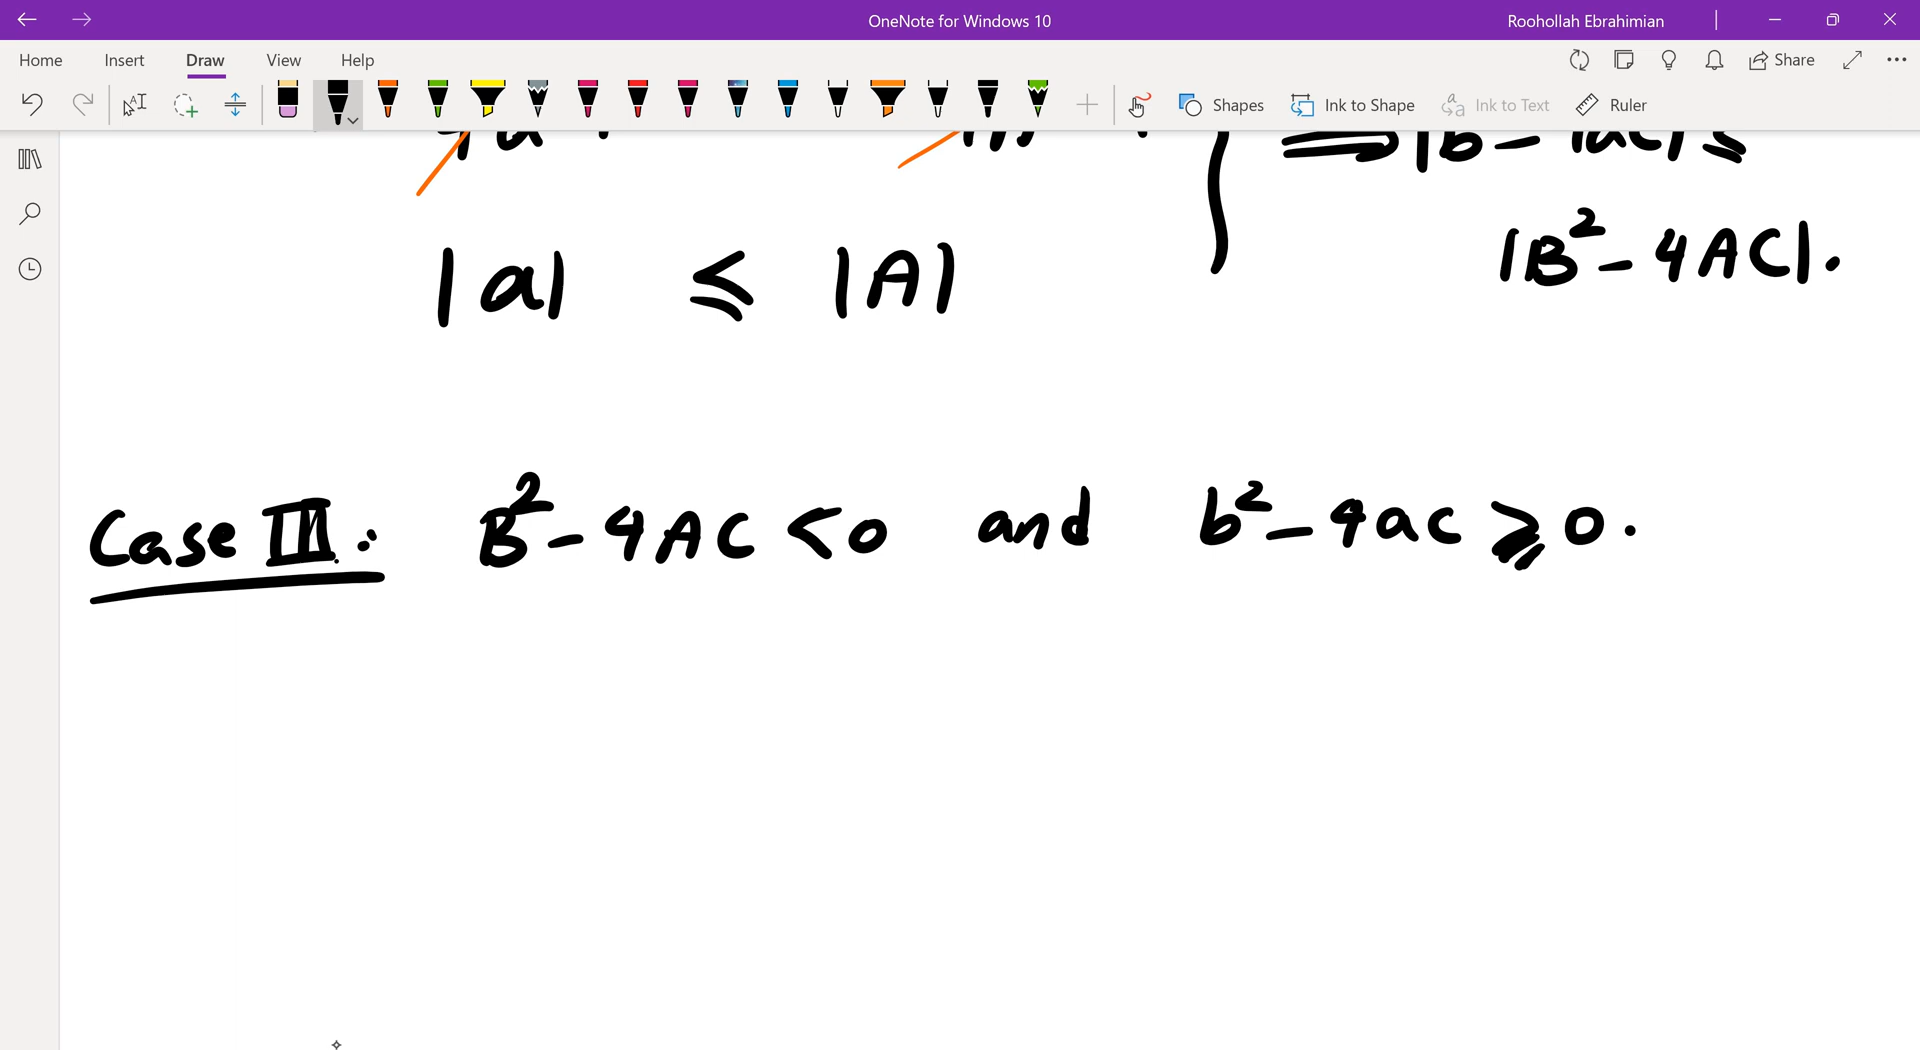 OneNote for Windows 10
Roohollah Ebrahimian
Home Insert Draw View Help
Share
Shapes Ink to Shape Ink to Text Ruler
|B² - 4AC|.
|a| ≤ |A|
Case III: B² - 4AC < 0 and b² - 4ac ≥ 0.